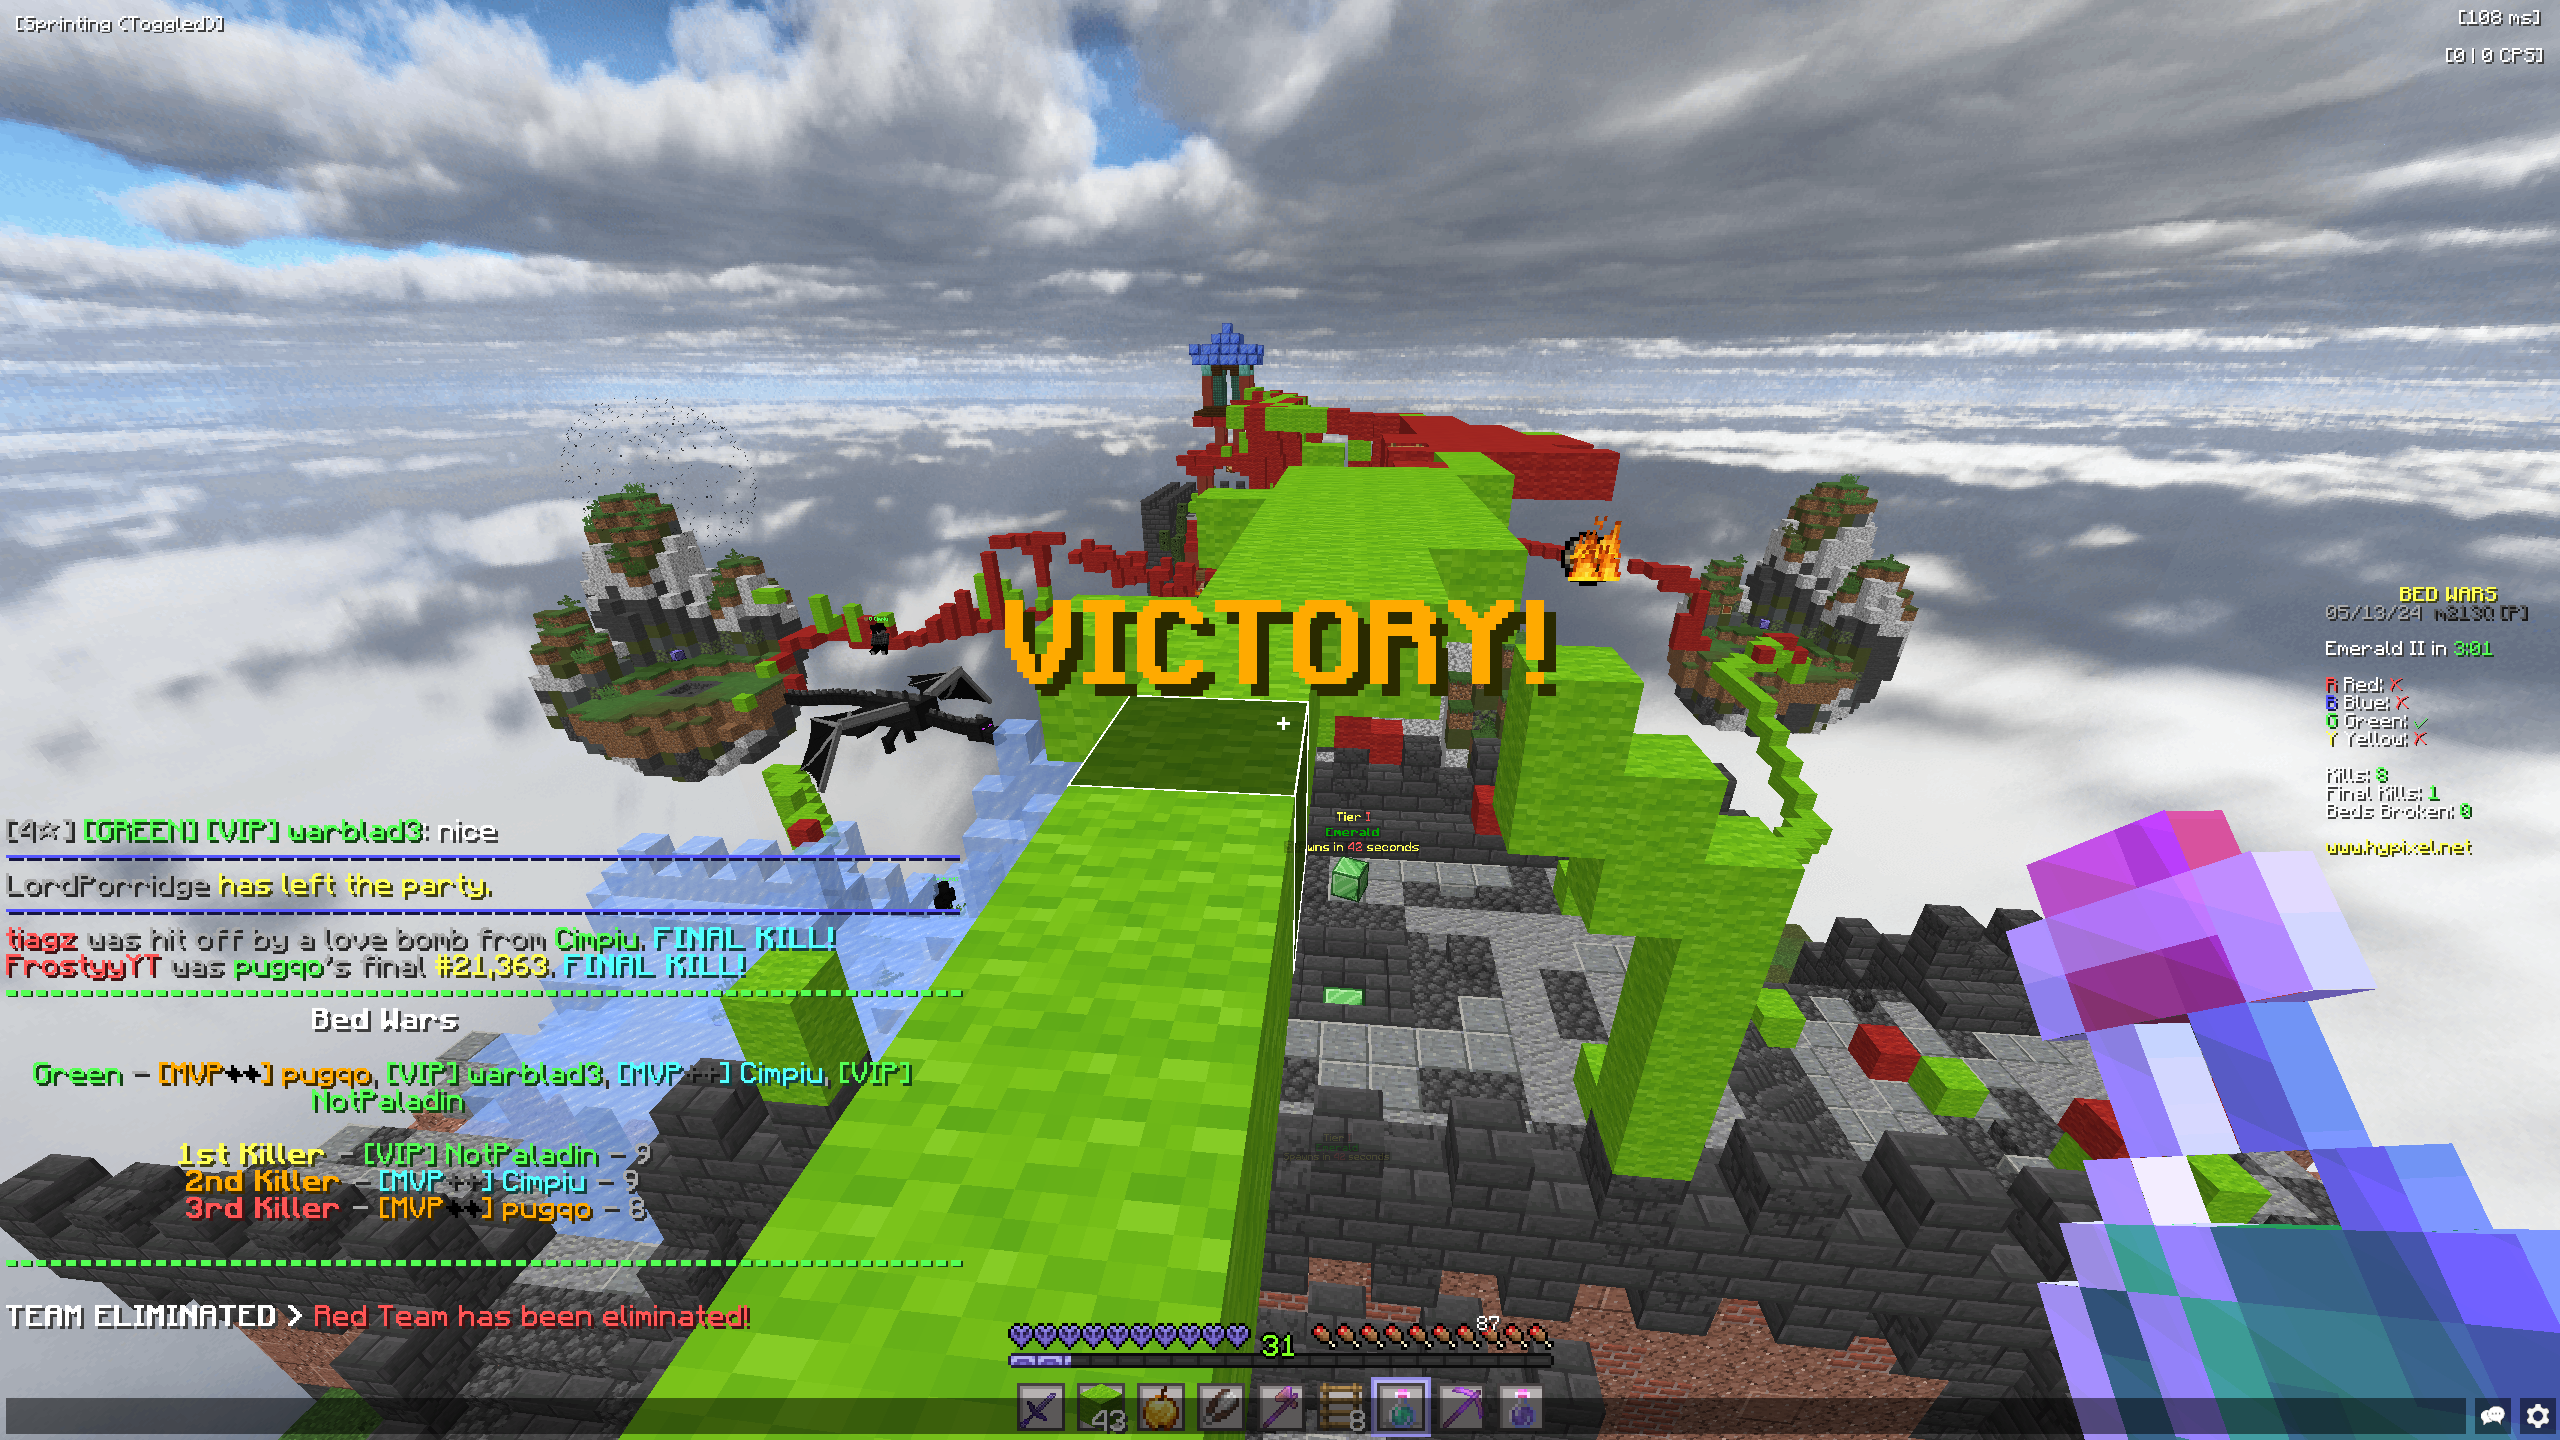 [Sprinting (Toggled)]
[108 ms]
[0 | 0 CPS]
VICTORY!
BED WARS
05/13/24 m213Q [P]
Emerald II in 3:01
R Red: ✗
B Blue: ✗
G Green: ✓
Y Yellow: ✗
Kills: 8
Final Kills: 1
Beds Broken: 0
www.hypixel.net
Tier I
Emerald
wns in 42 seconds
[4☆] [GREEN] [VIP] warblad3: nice
LordPorridge has left the party.
tiagz was hit off by a love bomb from Cimpiu. FINAL KILL!
FrostyyYT was pugqo's final #21,363. FINAL KILL!
Bed Wars
Green - [MVP++] pugqo, [VIP] warblad3, [MVP++] Cimpiu, [VIP]
NotPaladin
1st Killer - [VIP] NotPaladin - 9
2nd Killer - [MVP++] Cimpiu - 9
3rd Killer - [MVP++] pugqo - 8
TEAM ELIMINATED > Red Team has been eliminated!
87
31
43
8